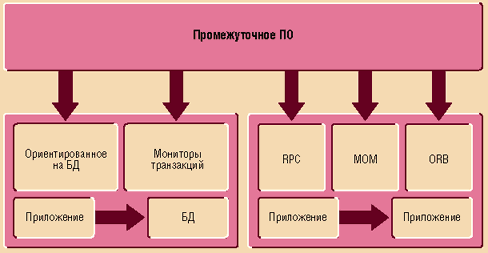 Промежуточное ПО
Ориентированное
на БД
Мониторы
транзакций
RPC
MOM
ORB
Приложение
БД
Приложение
Приложение